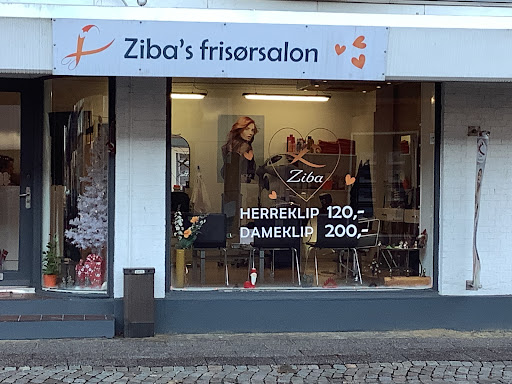 Ziba's frisørsalon
Ziba
HERREKLIP 120,-
DAMEKLIP 200,-